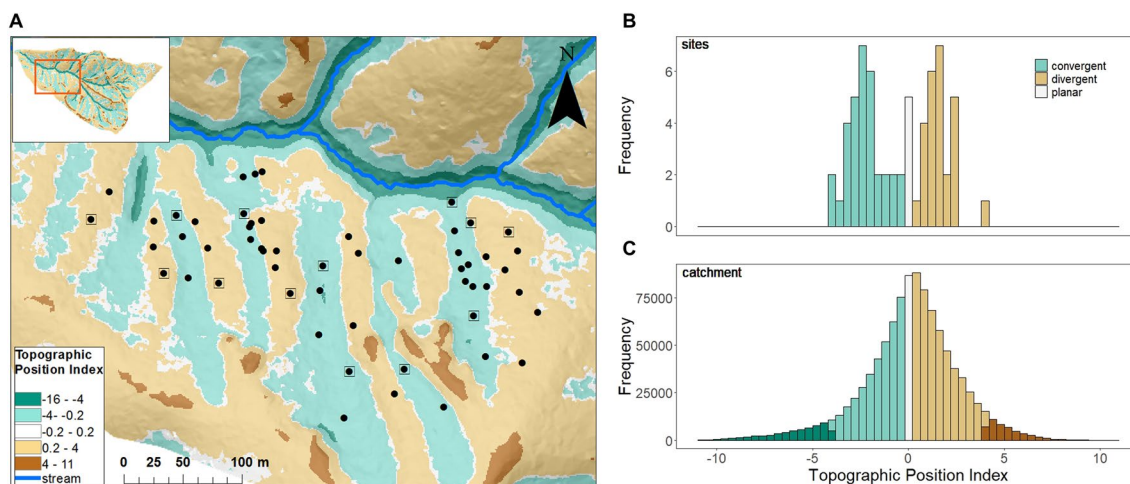 A
N
Topographic
Position Index
-16 - -4
-4- -0.2
-0.2 - 0.2
0.2 - 4
4 - 11
stream
0 25 50 100 m
B
sites
convergent
divergent
planar
Frequency
6
4
2
0
C
catchment
Frequency
75000
50000
25000
0
-10 -5 0 5 10
Topographic Position Index